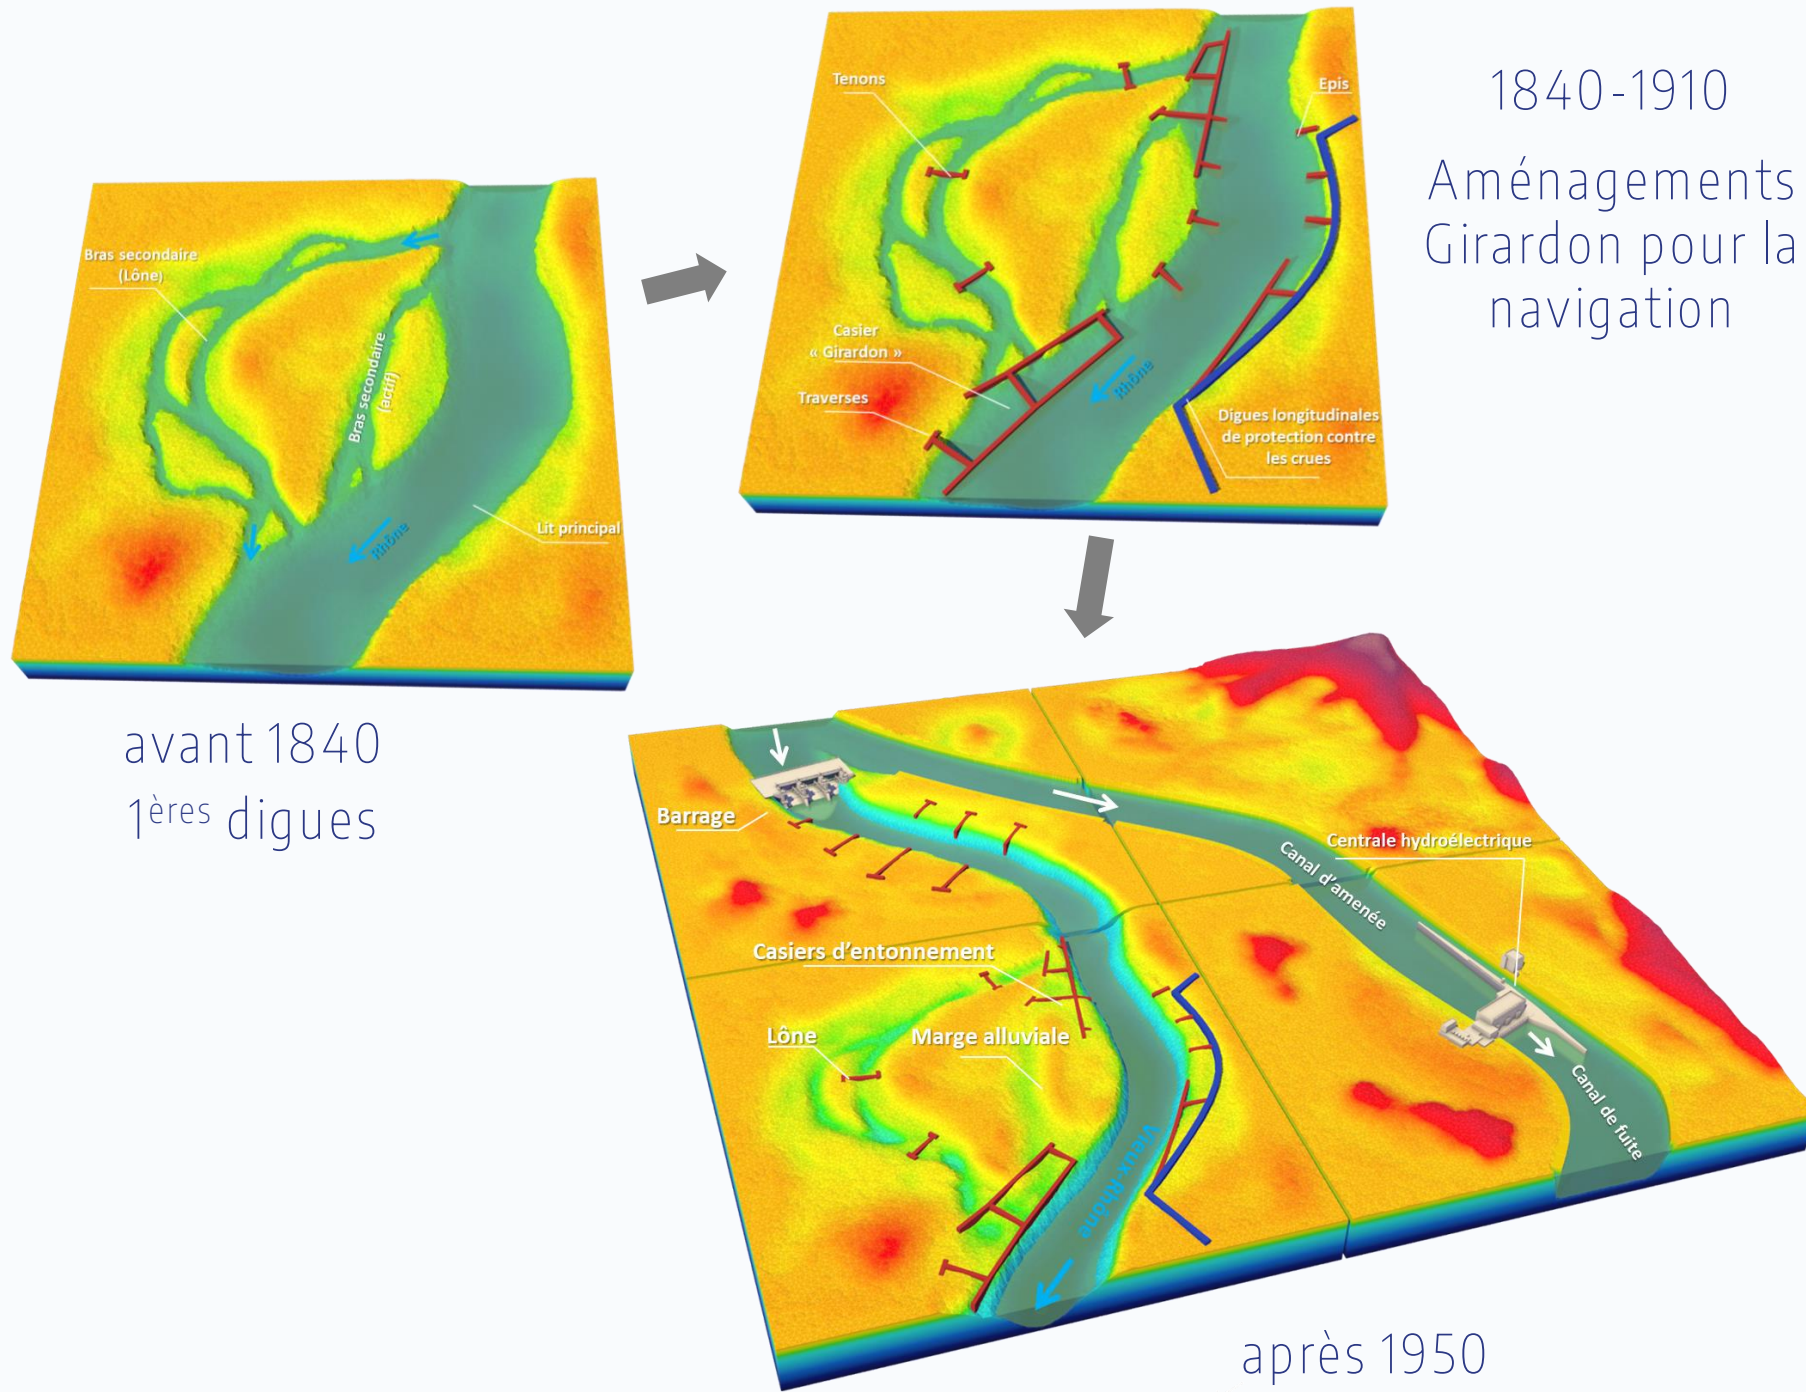 Bras secondaire
(Lône)
Bras secondaire
(actif)
Rhône
Lit principal
avant 1840
1ères digues
Tenons
Epis
Casier
« Girardon »
Traverses
Rhône
Digues longitudinales
de protection contre
les crues
1840-1910
Aménagements
Girardon pour la
navigation
Barrage
Casiers d'entonnement
Lône
Marge alluviale
Vieux-Rhône
Canal d'amenée
Centrale hydroélectrique
Canal de fuite
après 1950